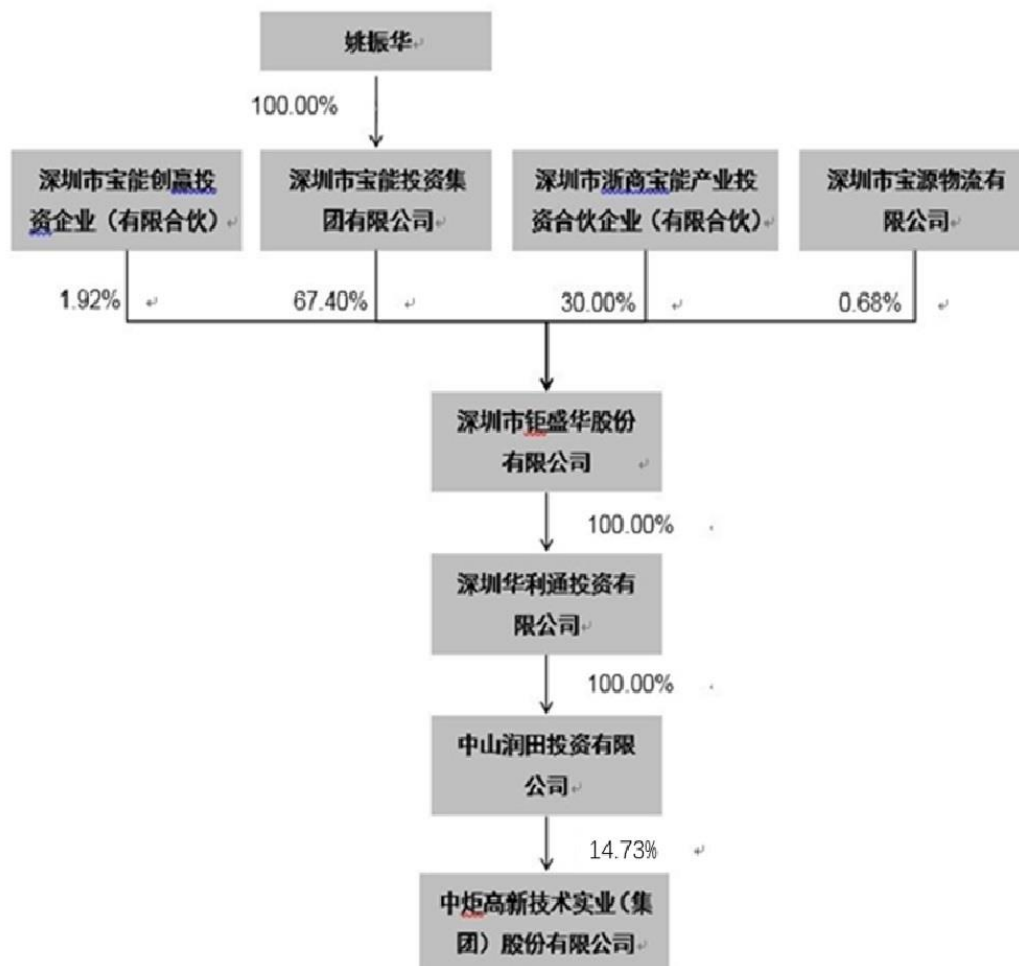 姚振华
100.00%
深圳市宝能创赢投
资企业（有限合伙）
深圳市宝能投资集
团有限公司
深圳市浙商宝能产业投
资合伙企业（有限合伙）
深圳市宝源物流有
限公司
1.92%
67.40%
30.00%
0.68%
深圳市钜盛华股份
有限公司
100.00%
深圳华利通投资有
限公司
100.00%
中山润田投资有限
公司
14.73%
中炬高新技术实业（集
团）股份有限公司